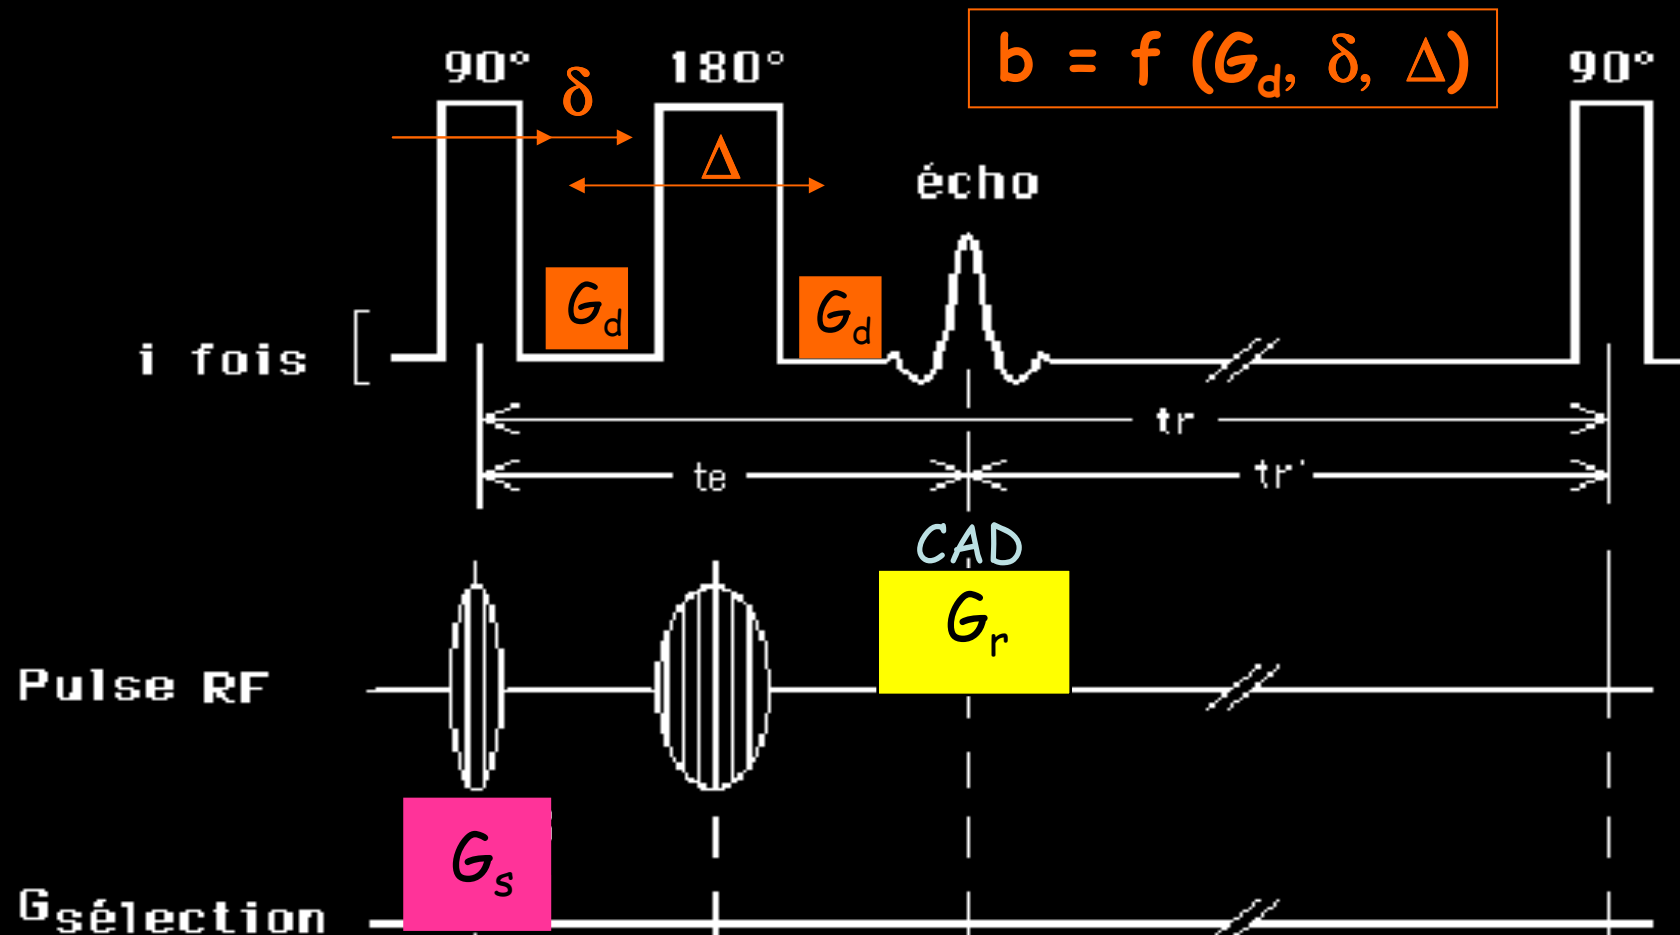 b = f (Gd, δ, Δ)
90° δ 180° 90°
Δ
écho
Gd Gd
i fois
tr
te tr'
CAD
Gr
Pulse RF
Gs
Gsélection